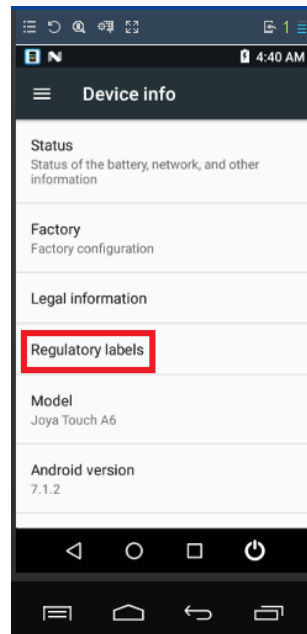 1
4:40 AM
Device info
Status
Status of the battery, network, and other
information
Factory
Factory configuration
Legal information
Regulatory labels
Model
Joya Touch A6
Android version
7.1.2